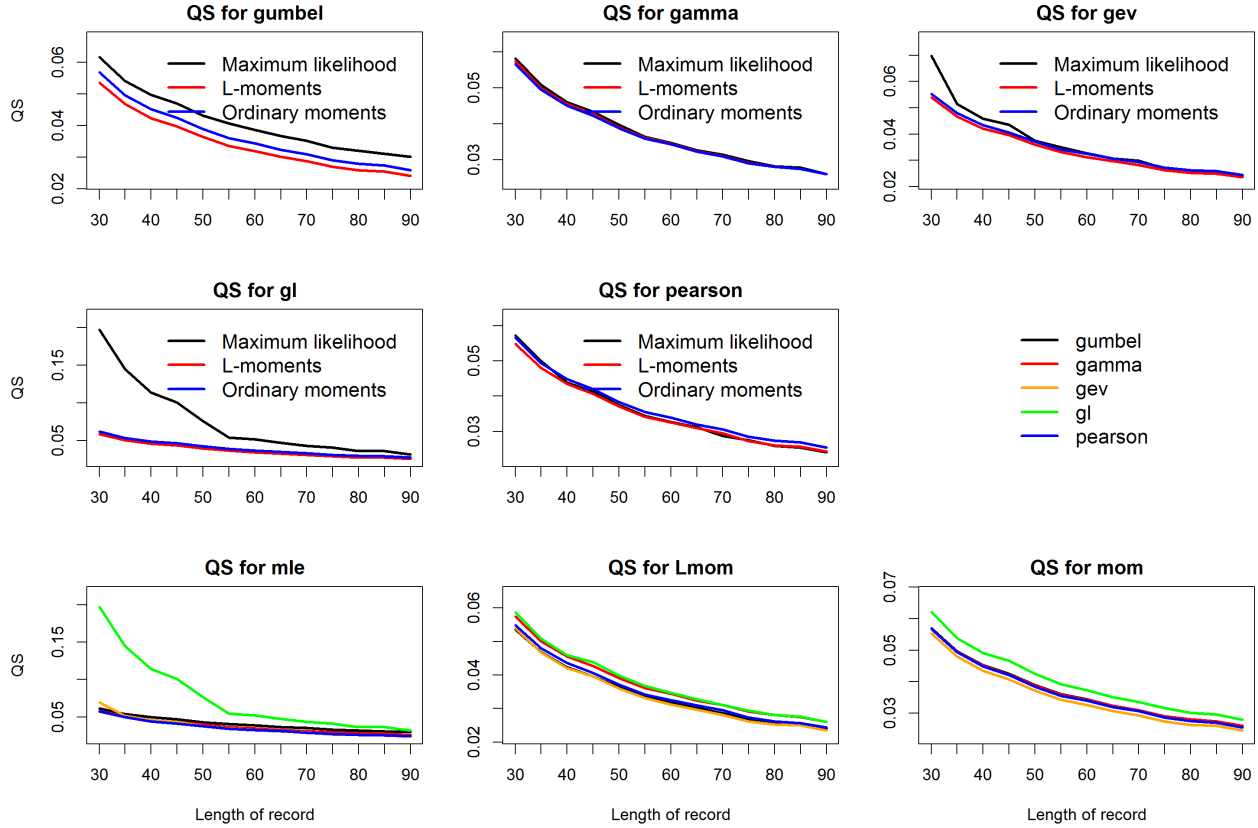 QS for gumbel
QS
0.02 0.04 0.06
Maximum likelihood
L-moments
Ordinary moments
30 40 50 60 70 80 90
QS for gamma
0.03 0.05
Maximum likelihood
L-moments
Ordinary moments
30 40 50 60 70 80 90
QS for gev
0.02 0.04 0.06
Maximum likelihood
L-moments
Ordinary moments
30 40 50 60 70 80 90
QS for gl
QS
0.05 0.15
Maximum likelihood
L-moments
Ordinary moments
30 40 50 60 70 80 90
QS for pearson
0.03 0.05
Maximum likelihood
L-moments
Ordinary moments
30 40 50 60 70 80 90
gumbel
gamma
gev
gl
pearson
QS for mle
QS
0.05 0.15
30 40 50 60 70 80 90
Length of record
QS for Lmom
0.02 0.04 0.06
30 40 50 60 70 80 90
Length of record
QS for mom
0.03 0.05 0.07
30 40 50 60 70 80 90
Length of record